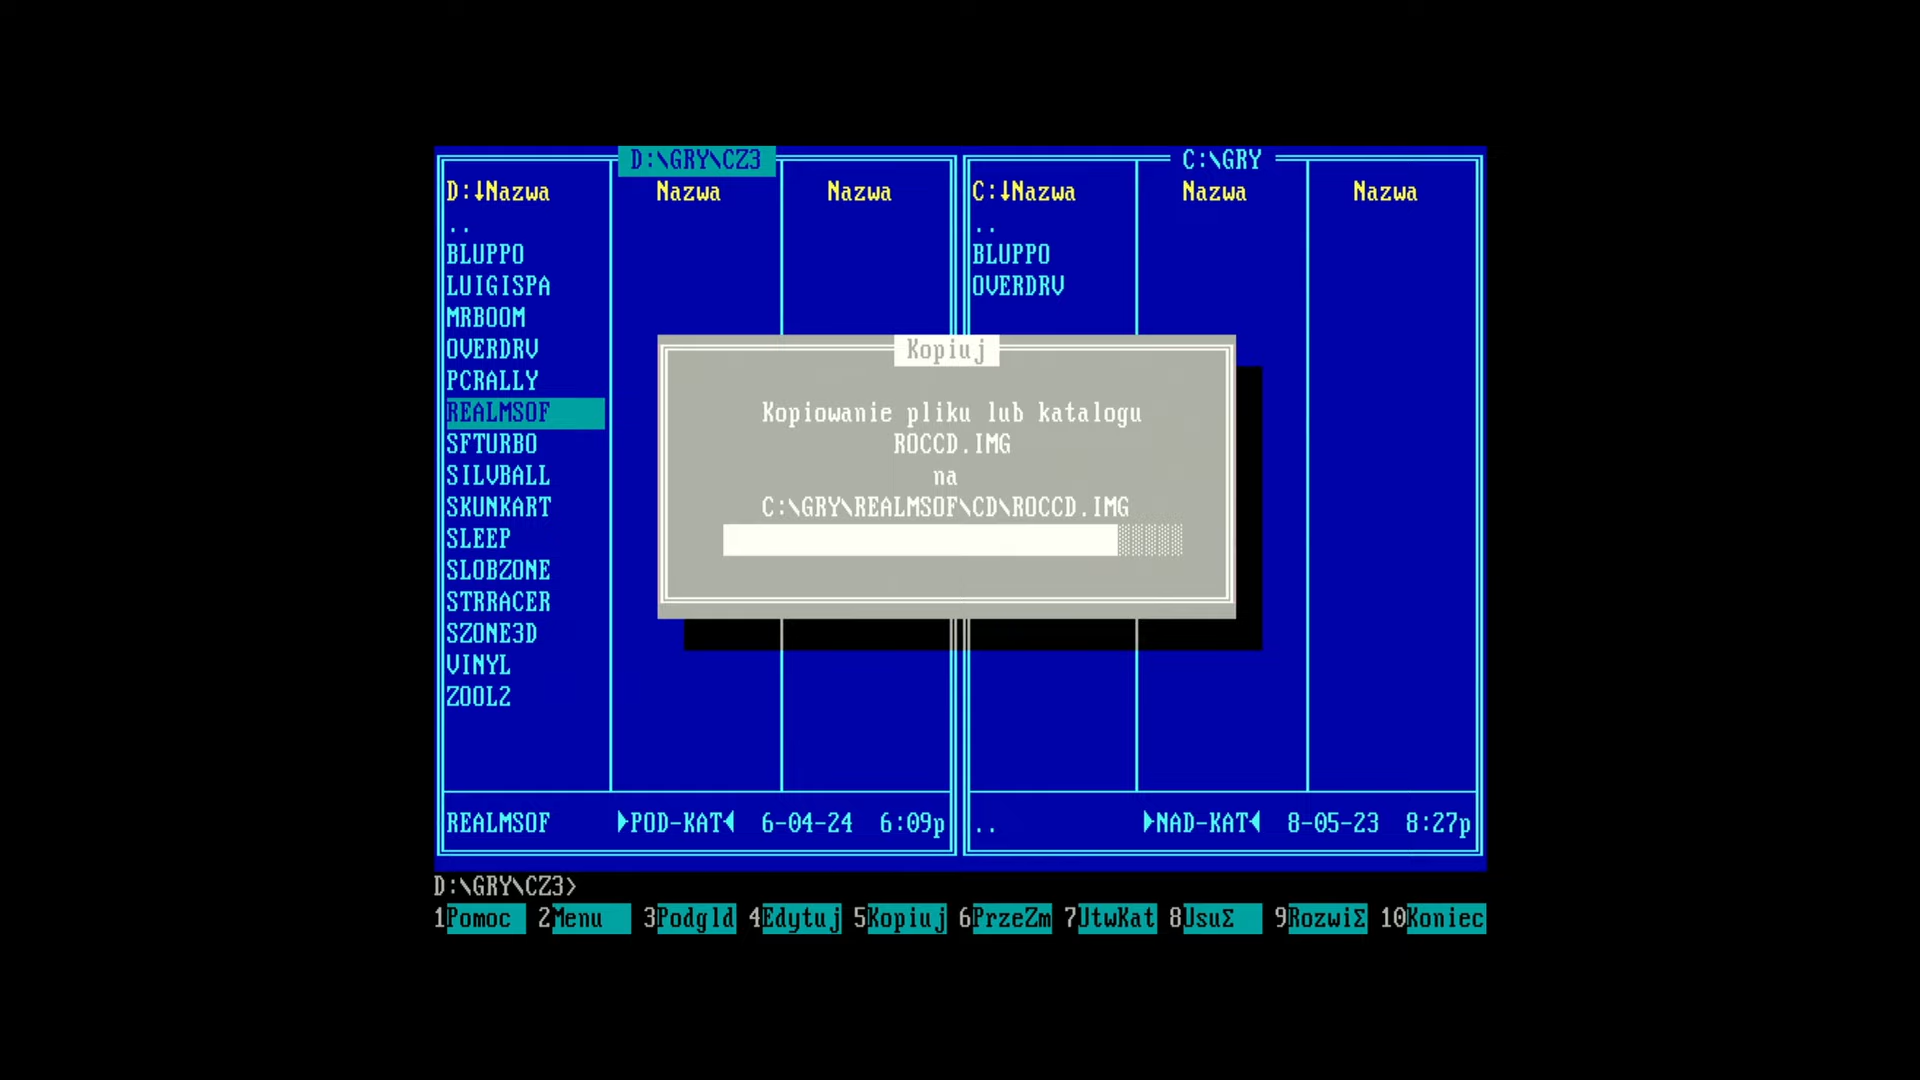 D:\GRY\CZ3
C:\GRY
D:↓Nazwa Nazwa Nazwa
C:↓Nazwa Nazwa Nazwa
..
BLUPPO
LUIGISPA
MRBOOM
OVERDRV
PCRALLY
REALMSOF
SFTURBO
SILVBALL
SKUNKART
SLEEP
SLOBZONE
STRRACER
SZONE3D
VINYL
ZOOL2
..
BLUPPO
OVERDRV
Kopiuj
Kopiowanie pliku lub katalogu
ROCCD.IMG
na
C:\GRY\REALMSOF\CD\ROCCD.IMG
REALMSOF ►POD-KAT◄ 6-04-24 6:09p
.. ►NAD-KAT◄ 8-05-23 8:27p
D:\GRY\CZ3>
1Pomoc 2Menu 3Podgld 4Edytuj 5Kopiuj 6PrzeZm 7UtwKat 8UsuΣ 9RozwiΣ 10Koniec